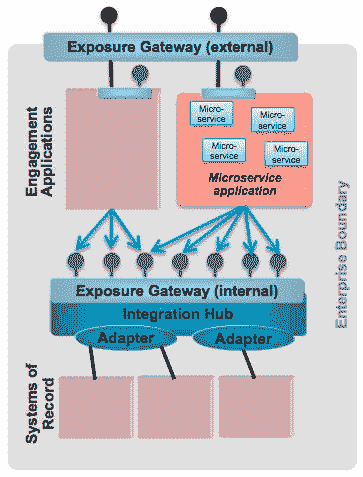 Exposure Gateway (external)
Engagement
Applications
Micro-
service
Micro-
service
Micro-
service
Micro-
service
Microservice
application
Exposure Gateway (internal)
Integration Hub
Adapter
Adapter
Systems of
Record
Enterprise Boundary